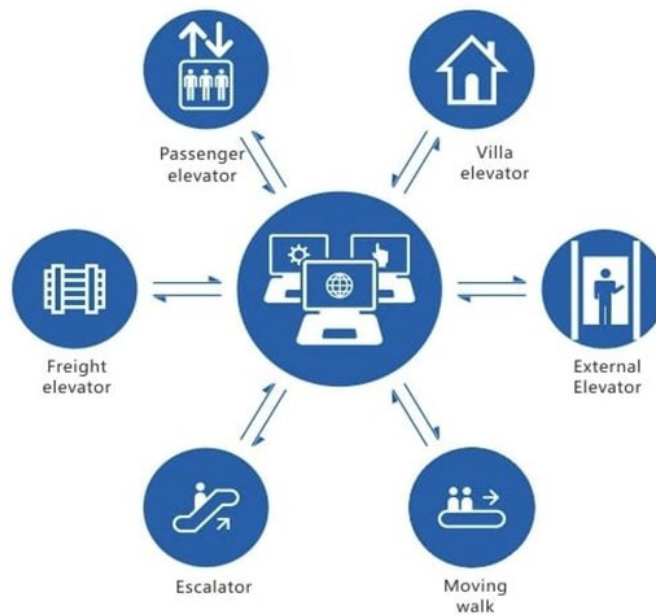 Passenger
elevator
Villa
elevator
Freight
elevator
External
Elevator
Escalator
Moving
walk